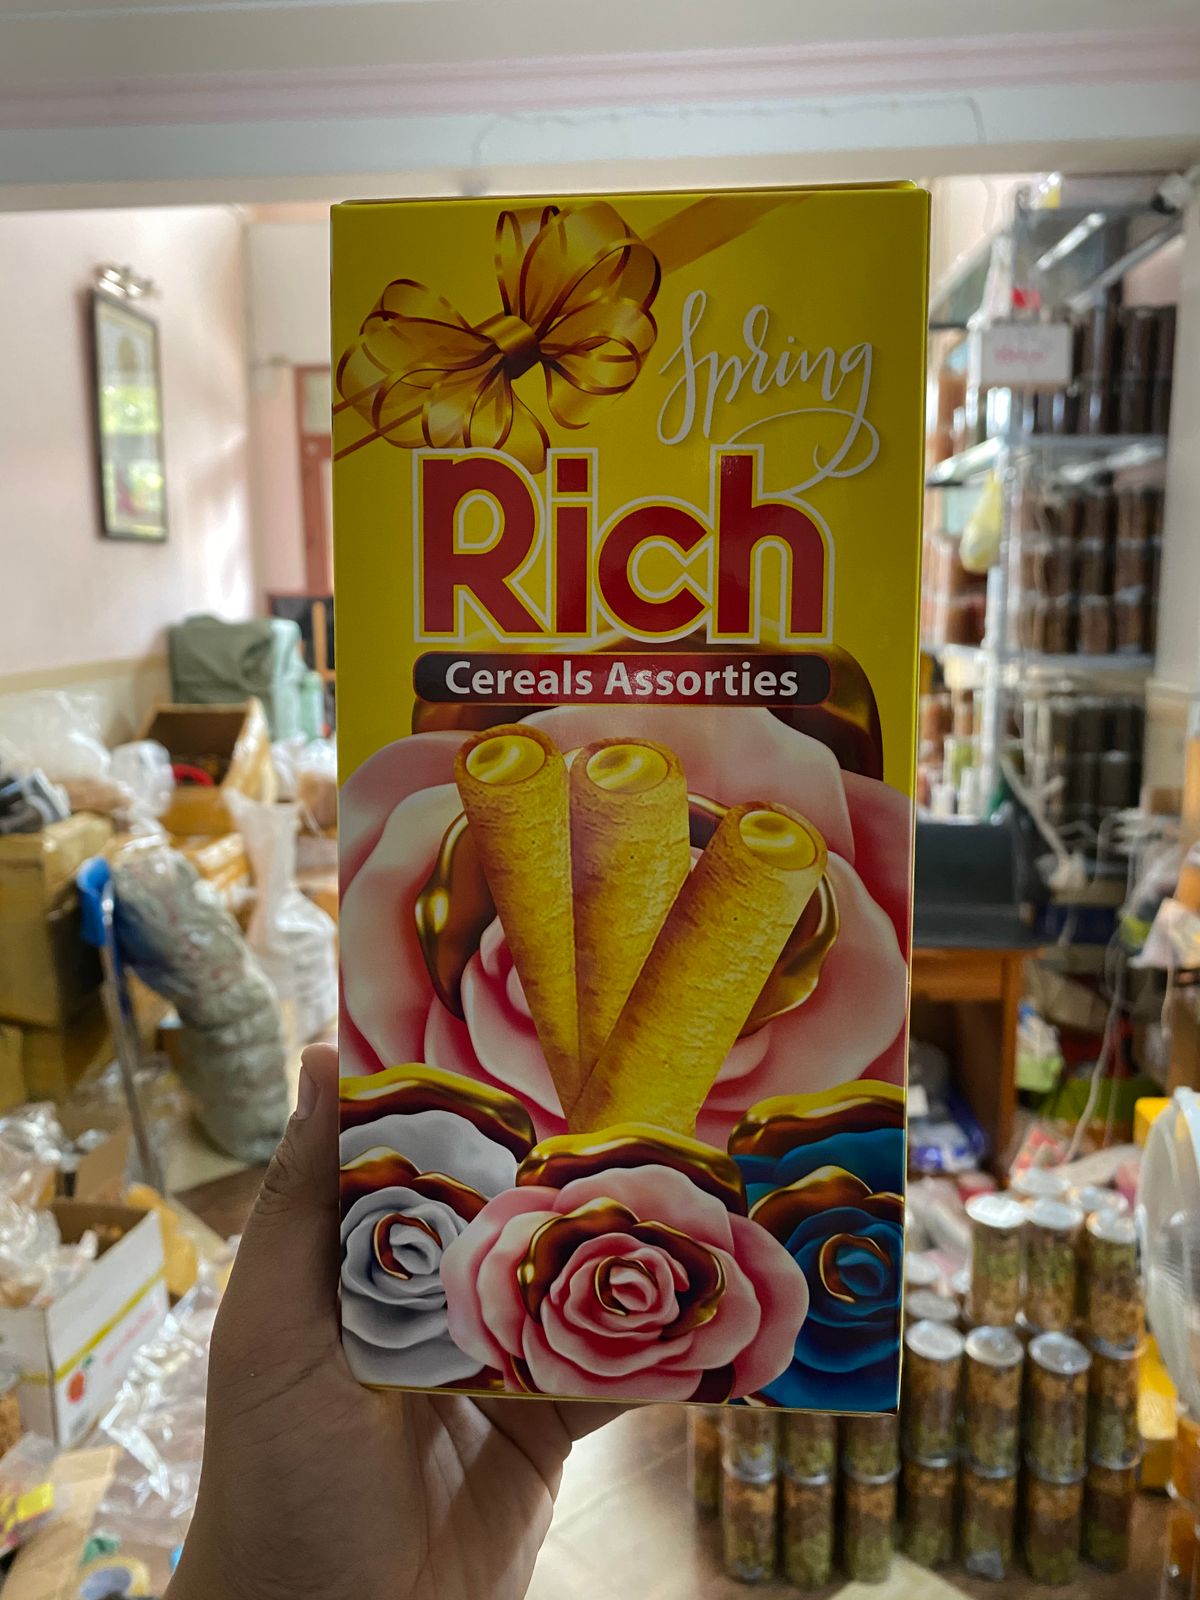 Spring
Rich
Cereals Assorties